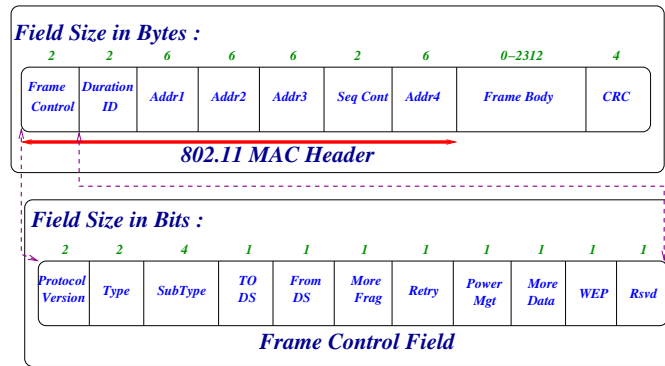 Field Size in Bytes :
2 2 6 6 6 2 6 0−2312 4
Frame Control Duration ID Addr1 Addr2 Addr3 Seq Cont Addr4 Frame Body CRC
802.11 MAC Header
Field Size in Bits :
2 2 4 1 1 1 1 1 1 1 1
Protocol Version Type SubType TO DS From DS More Frag Retry Power Mgt More Data WEP Rsvd
Frame Control Field